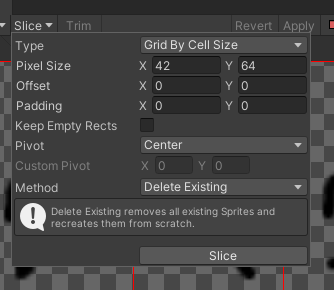 Slice Trim Revert Apply
Type Grid By Cell Size
Pixel Size X 42 Y 64
Offset X 0 Y 0
Padding X 0 Y 0
Keep Empty Rects
Pivot Center
Custom Pivot X 0 Y 0
Method Delete Existing
Delete Existing removes all existing Sprites and
recreates them from scratch.
Slice